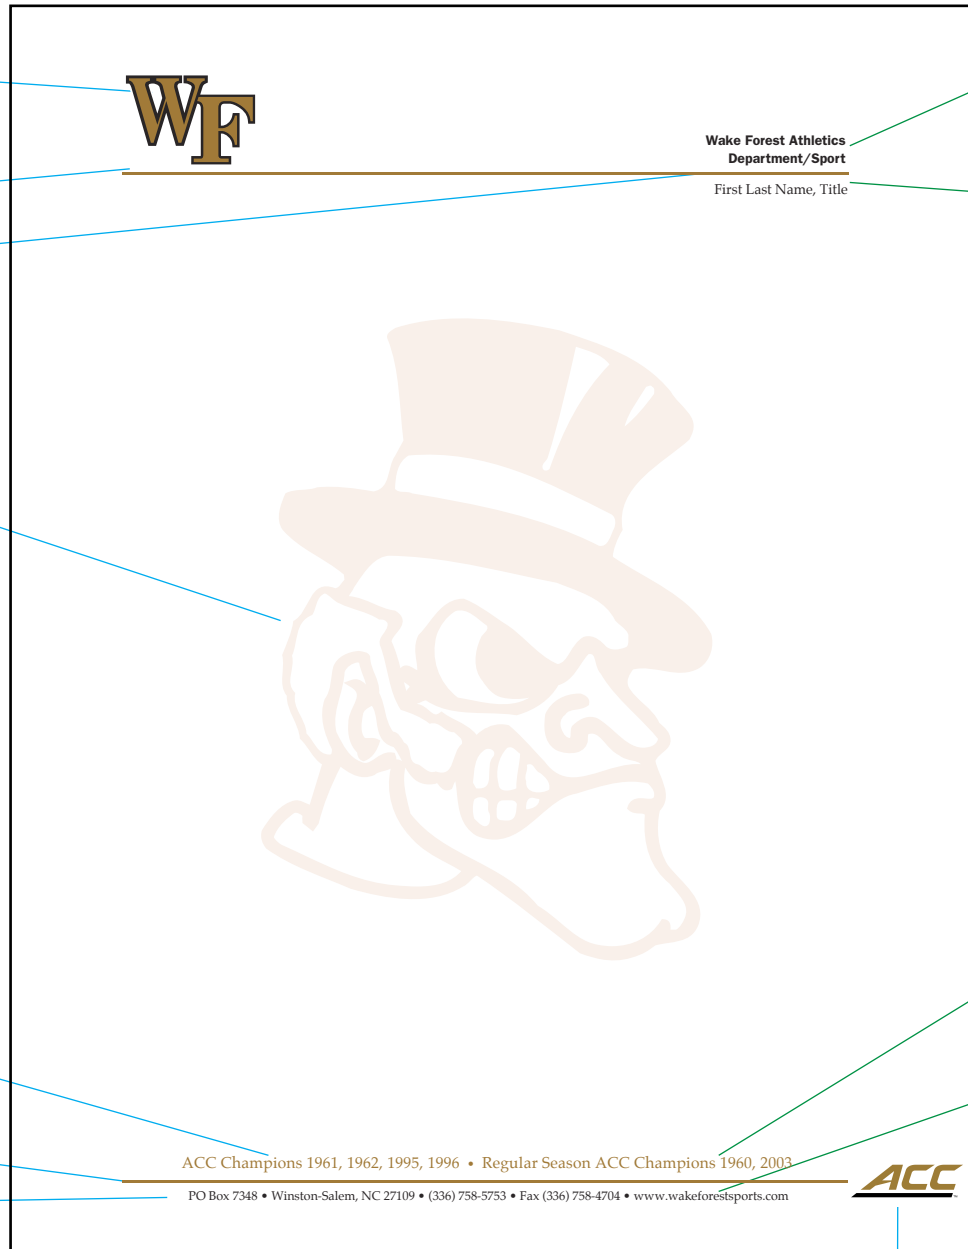 WF
Wake Forest Athletics
Department/Sport
First Last Name, Title
ACC Champions 1961, 1962, 1995, 1996 • Regular Season ACC Champions 1960, 2003
PO Box 7348 • Winston-Salem, NC 27109 • (336) 758-5753 • Fax (336) 758-4704 • www.wakeforestsports.com
ACC